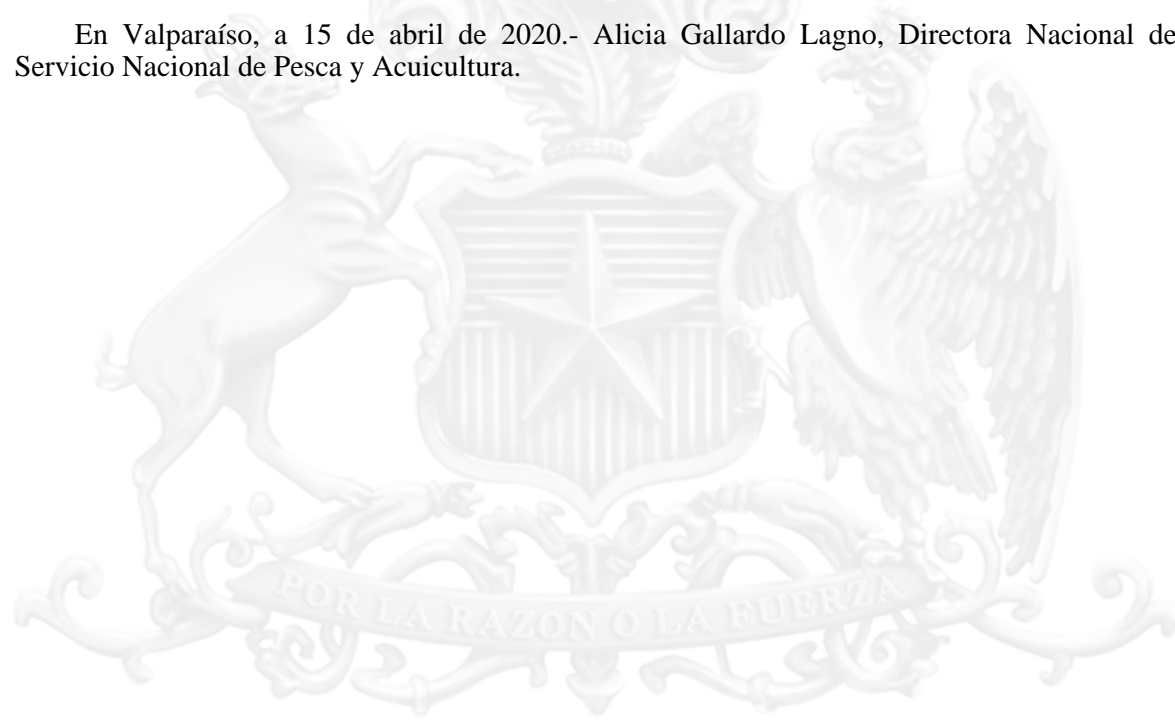 En Valparaíso, a 15 de abril de 2020.- Alicia Gallardo Lagno, Directora Nacional de
Servicio Nacional de Pesca y Acuicultura.
POR LA RAZON O LA FUERZA